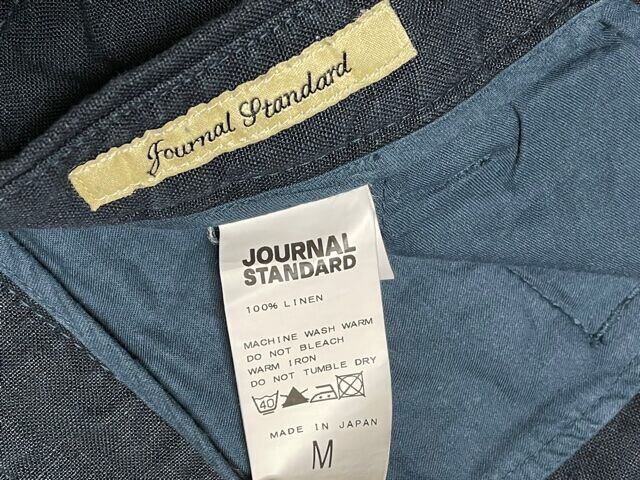 Journal Standard
JOURNAL
STANDARD
100% LINEN
MACHINE WASH WARM
DO NOT BLEACH
WARM IRON
DO NOT TUMBLE DRY
40
MADE IN JAPAN
M